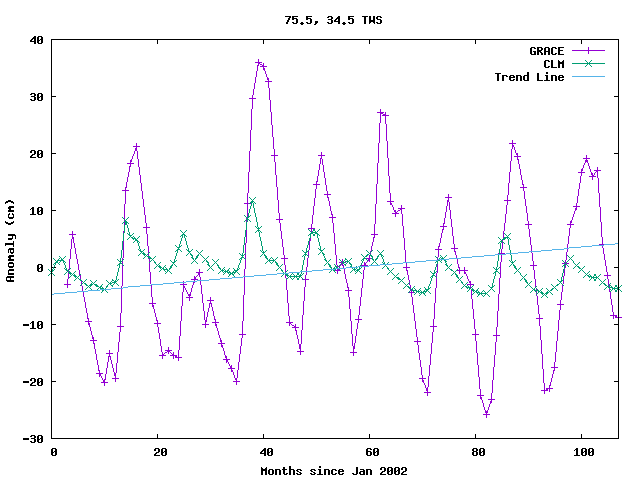 75.5, 34.5 TWS
GRACE
CLM
Trend Line
Anomaly (cm)
40
30
20
10
0
-10
-20
-30
0 20 40 60 80 100
Months since Jan 2002